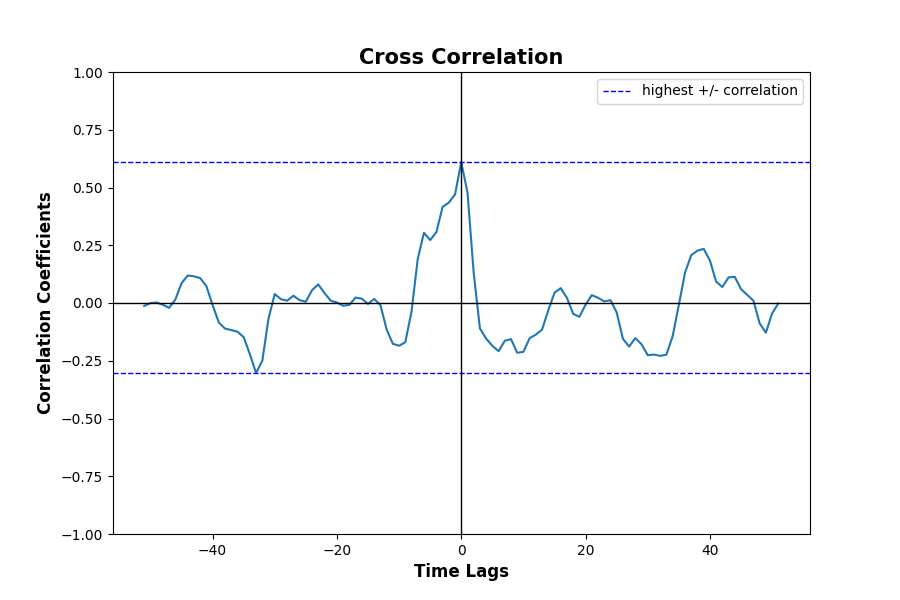 Cross Correlation
highest +/- correlation
1.00
0.75
0.50
0.25
0.00
−0.25
−0.50
−0.75
−1.00
Correlation Coefficients
−40 −20 0 20 40
Time Lags